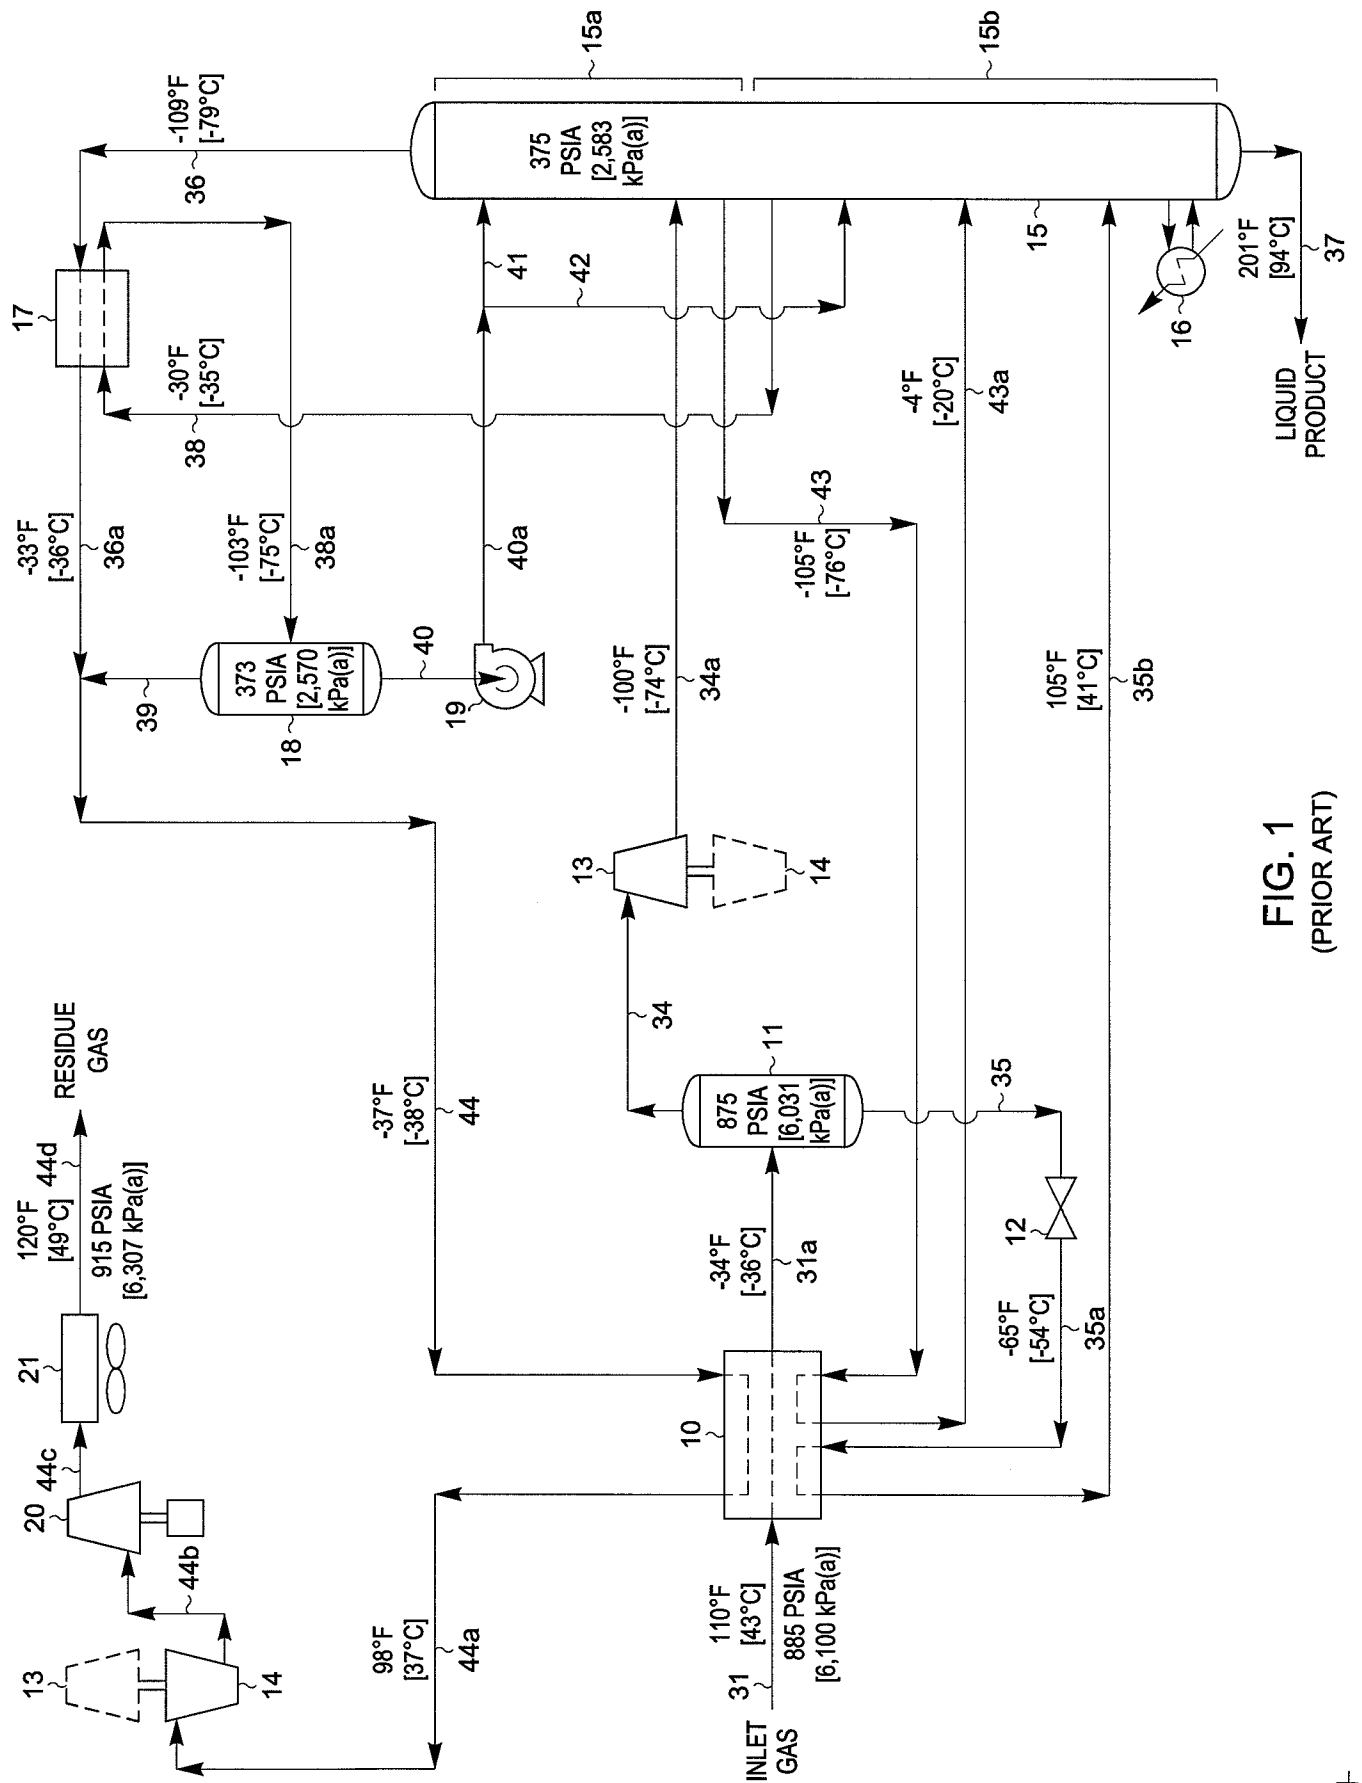 RESIDUE
GAS
120°F
[49°C]
44d
915 PSIA
[6,307 kPa(a)]
21
44c
20
44b
13
14
98°F
[37°C]
44a
-37°F
[-38°C]
44
-33°F
[-36°C]
36a
17
-109°F
[-79°C]
36
-30°F
[-35°C]
38
-103°F
[-75°C]
38a
39
373
PSIA
[2,570
kPa(a)]
18
40
19
40a
41
42
15a
15b
375
PSIA
[2,583
kPa(a)]
15
13
14
-100°F
[-74°C]
34a
43
-105°F
[-76°C]
34
11
875
PSIA
[6,031
kPa(a)]
35
-34°F
[-36°C]
31a
10
12
-65°F
[-54°C]
35a
INLET
GAS
31
110°F
[43°C]
885 PSIA
[6,100 kPa(a)]
-4°F
[-20°C]
43a
105°F
[41°C]
35b
16
201°F
[94°C]
37
LIQUID
PRODUCT
FIG. 1
(PRIOR ART)